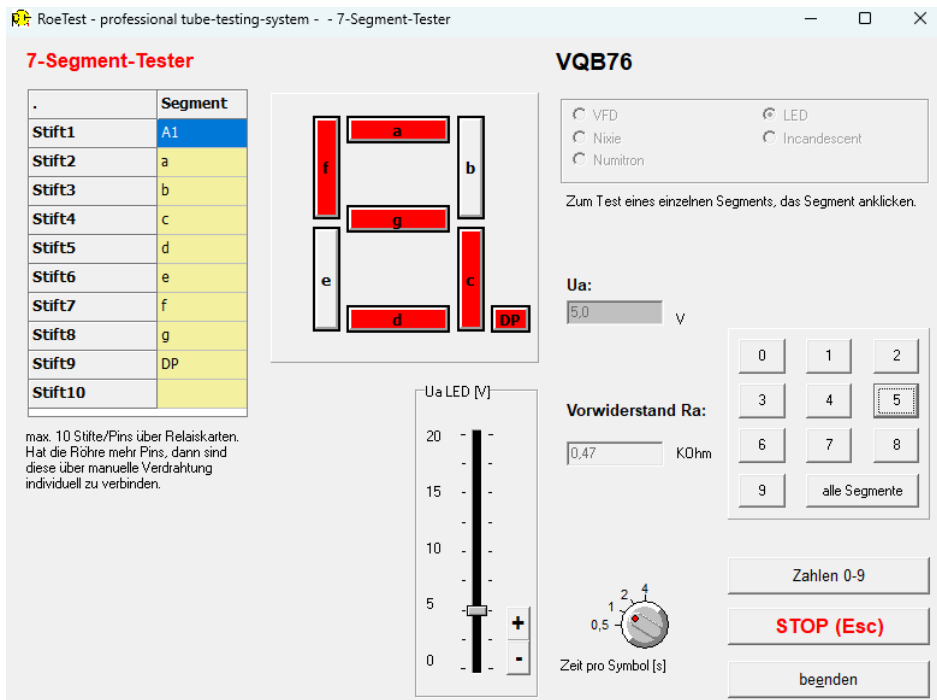 RoeTest - professional tube-testing-system - - 7-Segment-Tester
7-Segment-Tester
VQB76
. Segment
Stift1 A1
Stift2 a
Stift3 b
Stift4 c
Stift5 d
Stift6 e
Stift7 f
Stift8 g
Stift9 DP
Stift10
max. 10 Stifte/Pins über Relaiskarten.
Hat die Röhre mehr Pins, dann sind
diese über manuelle Verdrahtung
individuell zu verbinden.
a
f
b
g
e
c
d
DP
VFD
LED
Nixie
Incandescent
Numitron
Zum Test eines einzelnen Segments, das Segment anklicken.
Ua:
5,0 V
Vorwiderstand Ra:
0,47 KOhm
Ua LED [V]
20
15
10
5
0
+
-
0 1 2
3 4 5
6 7 8
9 alle Segmente
0,5 1 2 4
Zeit pro Symbol [s]
Zahlen 0-9
STOP (Esc)
beenden